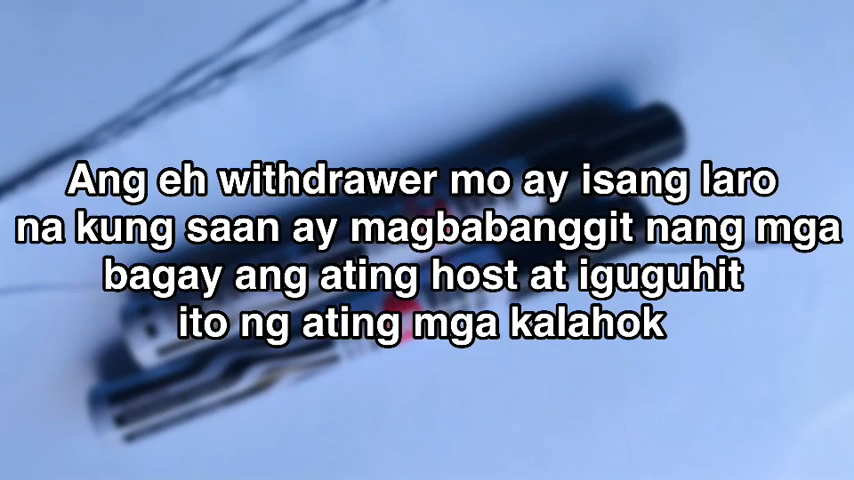 Ang eh withdrawer mo ay isang laro
na kung saan ay magbabanggit nang mga
bagay ang ating host at iguguhit
ito ng ating mga kalahok